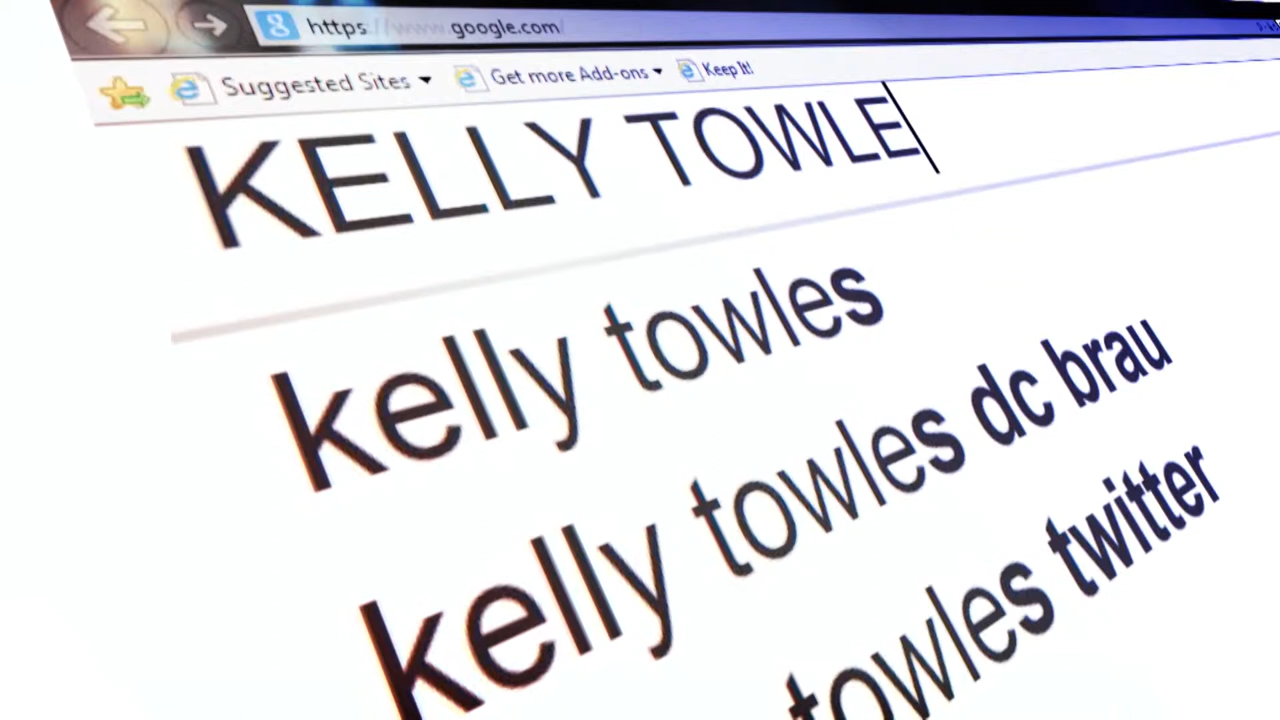 https://www.google.com/
Suggested Sites Get more Add-ons Keep It!
KELLY TOWLE
kelly towles
kelly towles dc brau
towles twitter